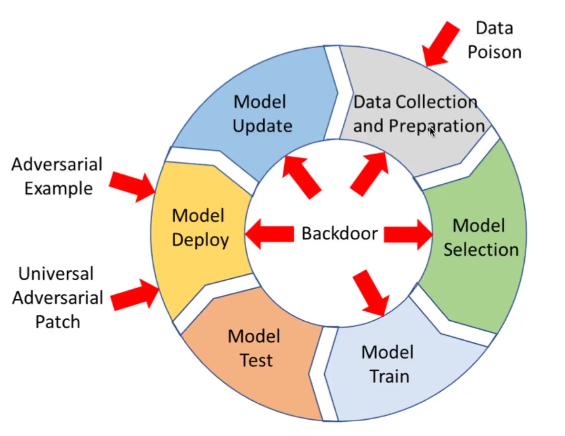 Data
Poison
Data Collection
and Preparation
Model
Update
Adversarial
Example
Model
Deploy
Backdoor
Model
Selection
Universal
Adversarial
Patch
Model
Test
Model
Train